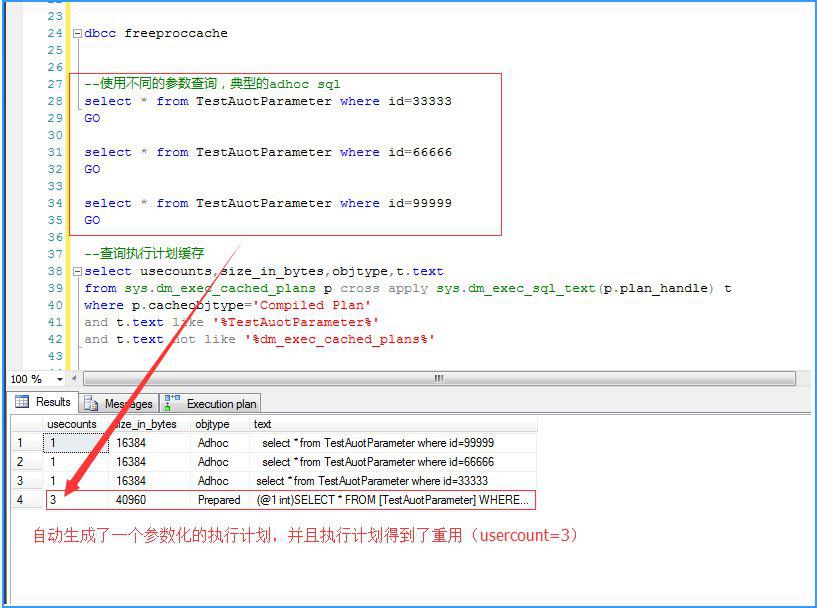 23
24 dbcc freeproccache
25
26
27 --使用不同的参数查询，典型的adhoc sql
28 select * from TestAuotParameter where id=33333
29 GO
30
31 select * from TestAuotParameter where id=66666
32 GO
33
34 select * from TestAuotParameter where id=99999
35 GO
36
37 --查询执行计划缓存
38 select usecounts,size_in_bytes,objtype,t.text
39 from sys.dm_exec_cached_plans p cross apply sys.dm_exec_sql_text(p.plan_handle) t
40 where p.cacheobjtype='Compiled Plan'
41 and t.text like '%TestAuotParameter%'
42 and t.text not like '%dm_exec_cached_plans%'
43
100 %
Results Messages Execution plan
usecounts size_in_bytes objtype text
1 1 16384 Adhoc select * from TestAuotParameter where id=99999
2 1 16384 Adhoc select * from TestAuotParameter where id=66666
3 1 16384 Adhoc select * from TestAuotParameter where id=33333
4 3 40960 Prepared (@1 int)SELECT * FROM [TestAuotParameter] WHERE...
自动生成了一个参数化的执行计划，并且执行计划得到了重用（usercount=3）